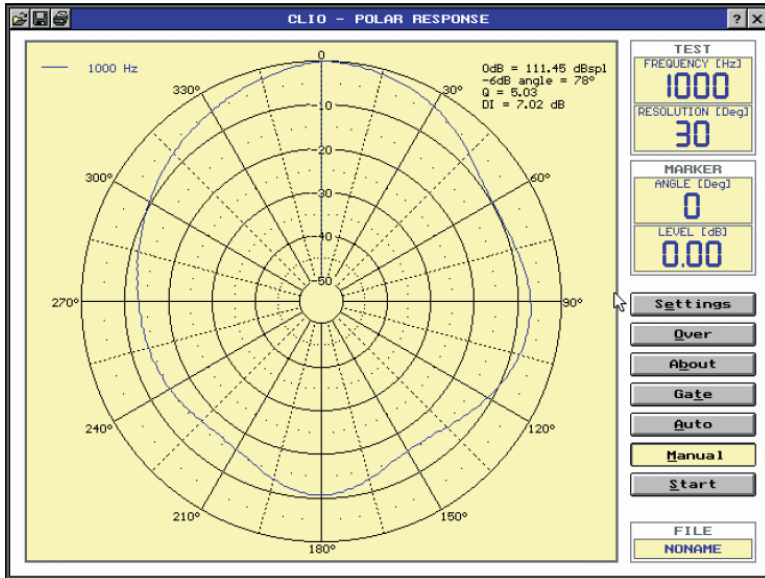 CLIO - POLAR RESPONSE
? X
1000 Hz
0dB = 111.45 dBspl
-6dB angle = 78°
Q = 5.03
DI = 7.02 dB
0
330°
30°
-10
-20
300°
60°
-30
-40
-50
270°
90°
240°
120°
210°
150°
180°
TEST
FREQUENCY [Hz]
1000
RESOLUTION [Deg]
30
MARKER
ANGLE [Deg]
0
LEVEL [dB]
0.00
Settings
Over
About
Gate
Auto
Manual
Start
FILE
NONAME